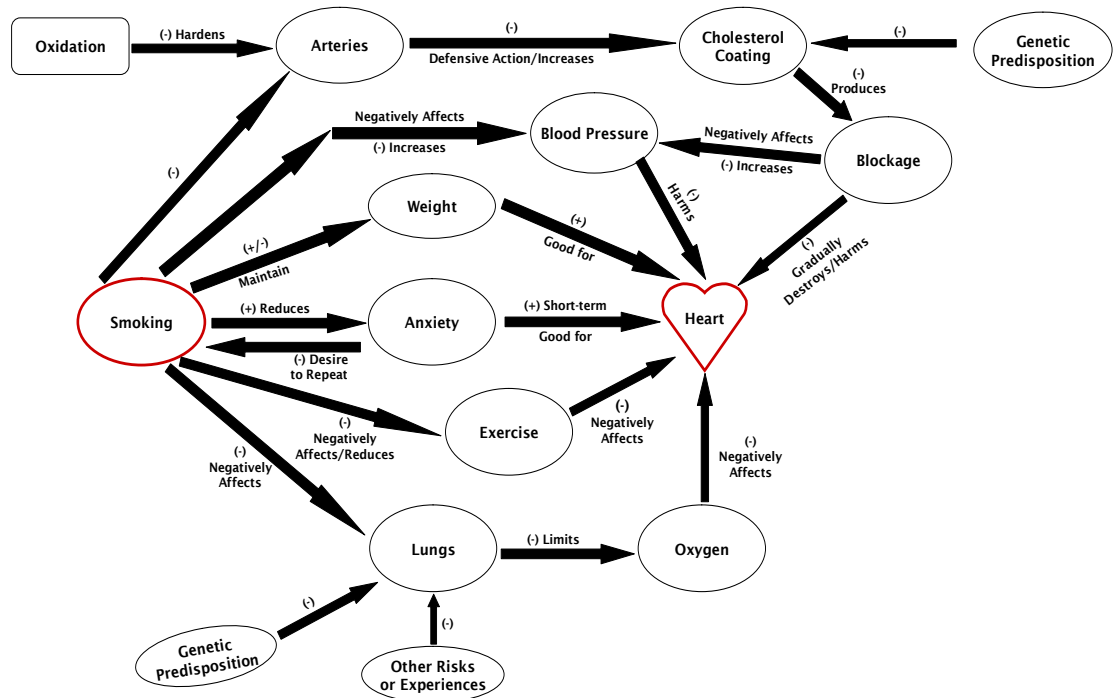 Oxidation
(-) Hardens
Arteries
(-)
Defensive Action/Increases
Cholesterol
Coating
(-)
Genetic
Predisposition
(-)
Produces
Negatively Affects
(-) Increases
Blood Pressure
Negatively Affects
(-) Increases
Blockage
(-)
(+/-)
Maintain
Weight
(+)
Good for
(-)
Harms
(-)
Gradually
Destroys/Harms
Smoking
(+) Reduces
(-) Desire
to Repeat
Anxiety
(+) Short-term
Good for
Heart
(-)
Negatively
Affects/Reduces
Exercise
(-)
Negatively
Affects
(-)
Negatively
Affects
(-)
Negatively
Affects
Lungs
(-) Limits
Oxygen
(-)
Genetic
Predisposition
(-)
Other Risks
or Experiences